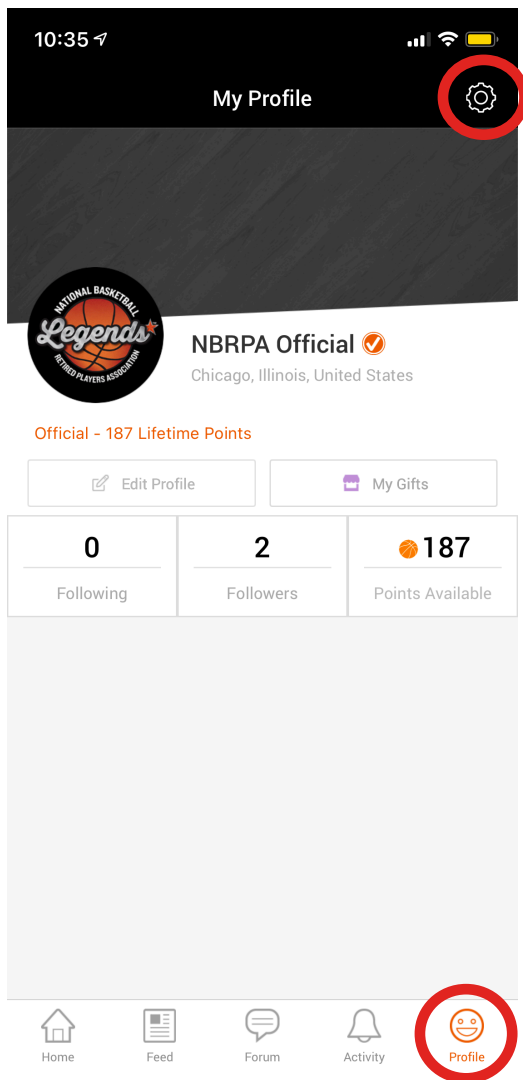 10:35
My Profile
NATIONAL BASKETBALL
Legends
RETIRED PLAYERS ASSOCIATION
NBRPA Official
Chicago, Illinois, United States
Official - 187 Lifetime Points
Edit Profile
My Gifts
0
2
187
Following
Followers
Points Available
Home
Feed
Forum
Activity
Profile